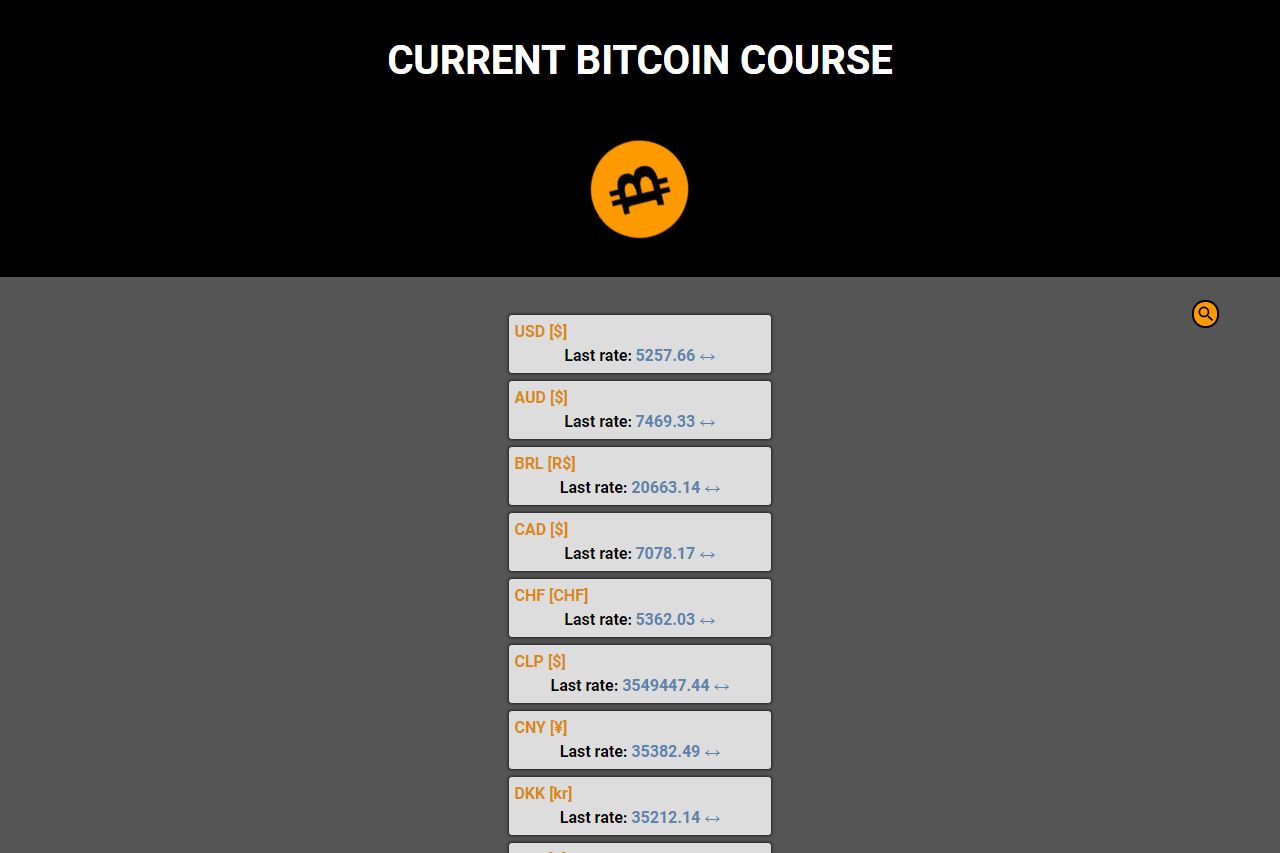 CURRENT BITCOIN COURSE
USD [$]
Last rate: 5257.66 ↔
AUD [$]
Last rate: 7469.33 ↔
BRL [R$]
Last rate: 20663.14 ↔
CAD [$]
Last rate: 7078.17 ↔
CHF [CHF]
Last rate: 5362.03 ↔
CLP [$]
Last rate: 3549447.44 ↔
CNY [¥]
Last rate: 35382.49 ↔
DKK [kr]
Last rate: 35212.14 ↔